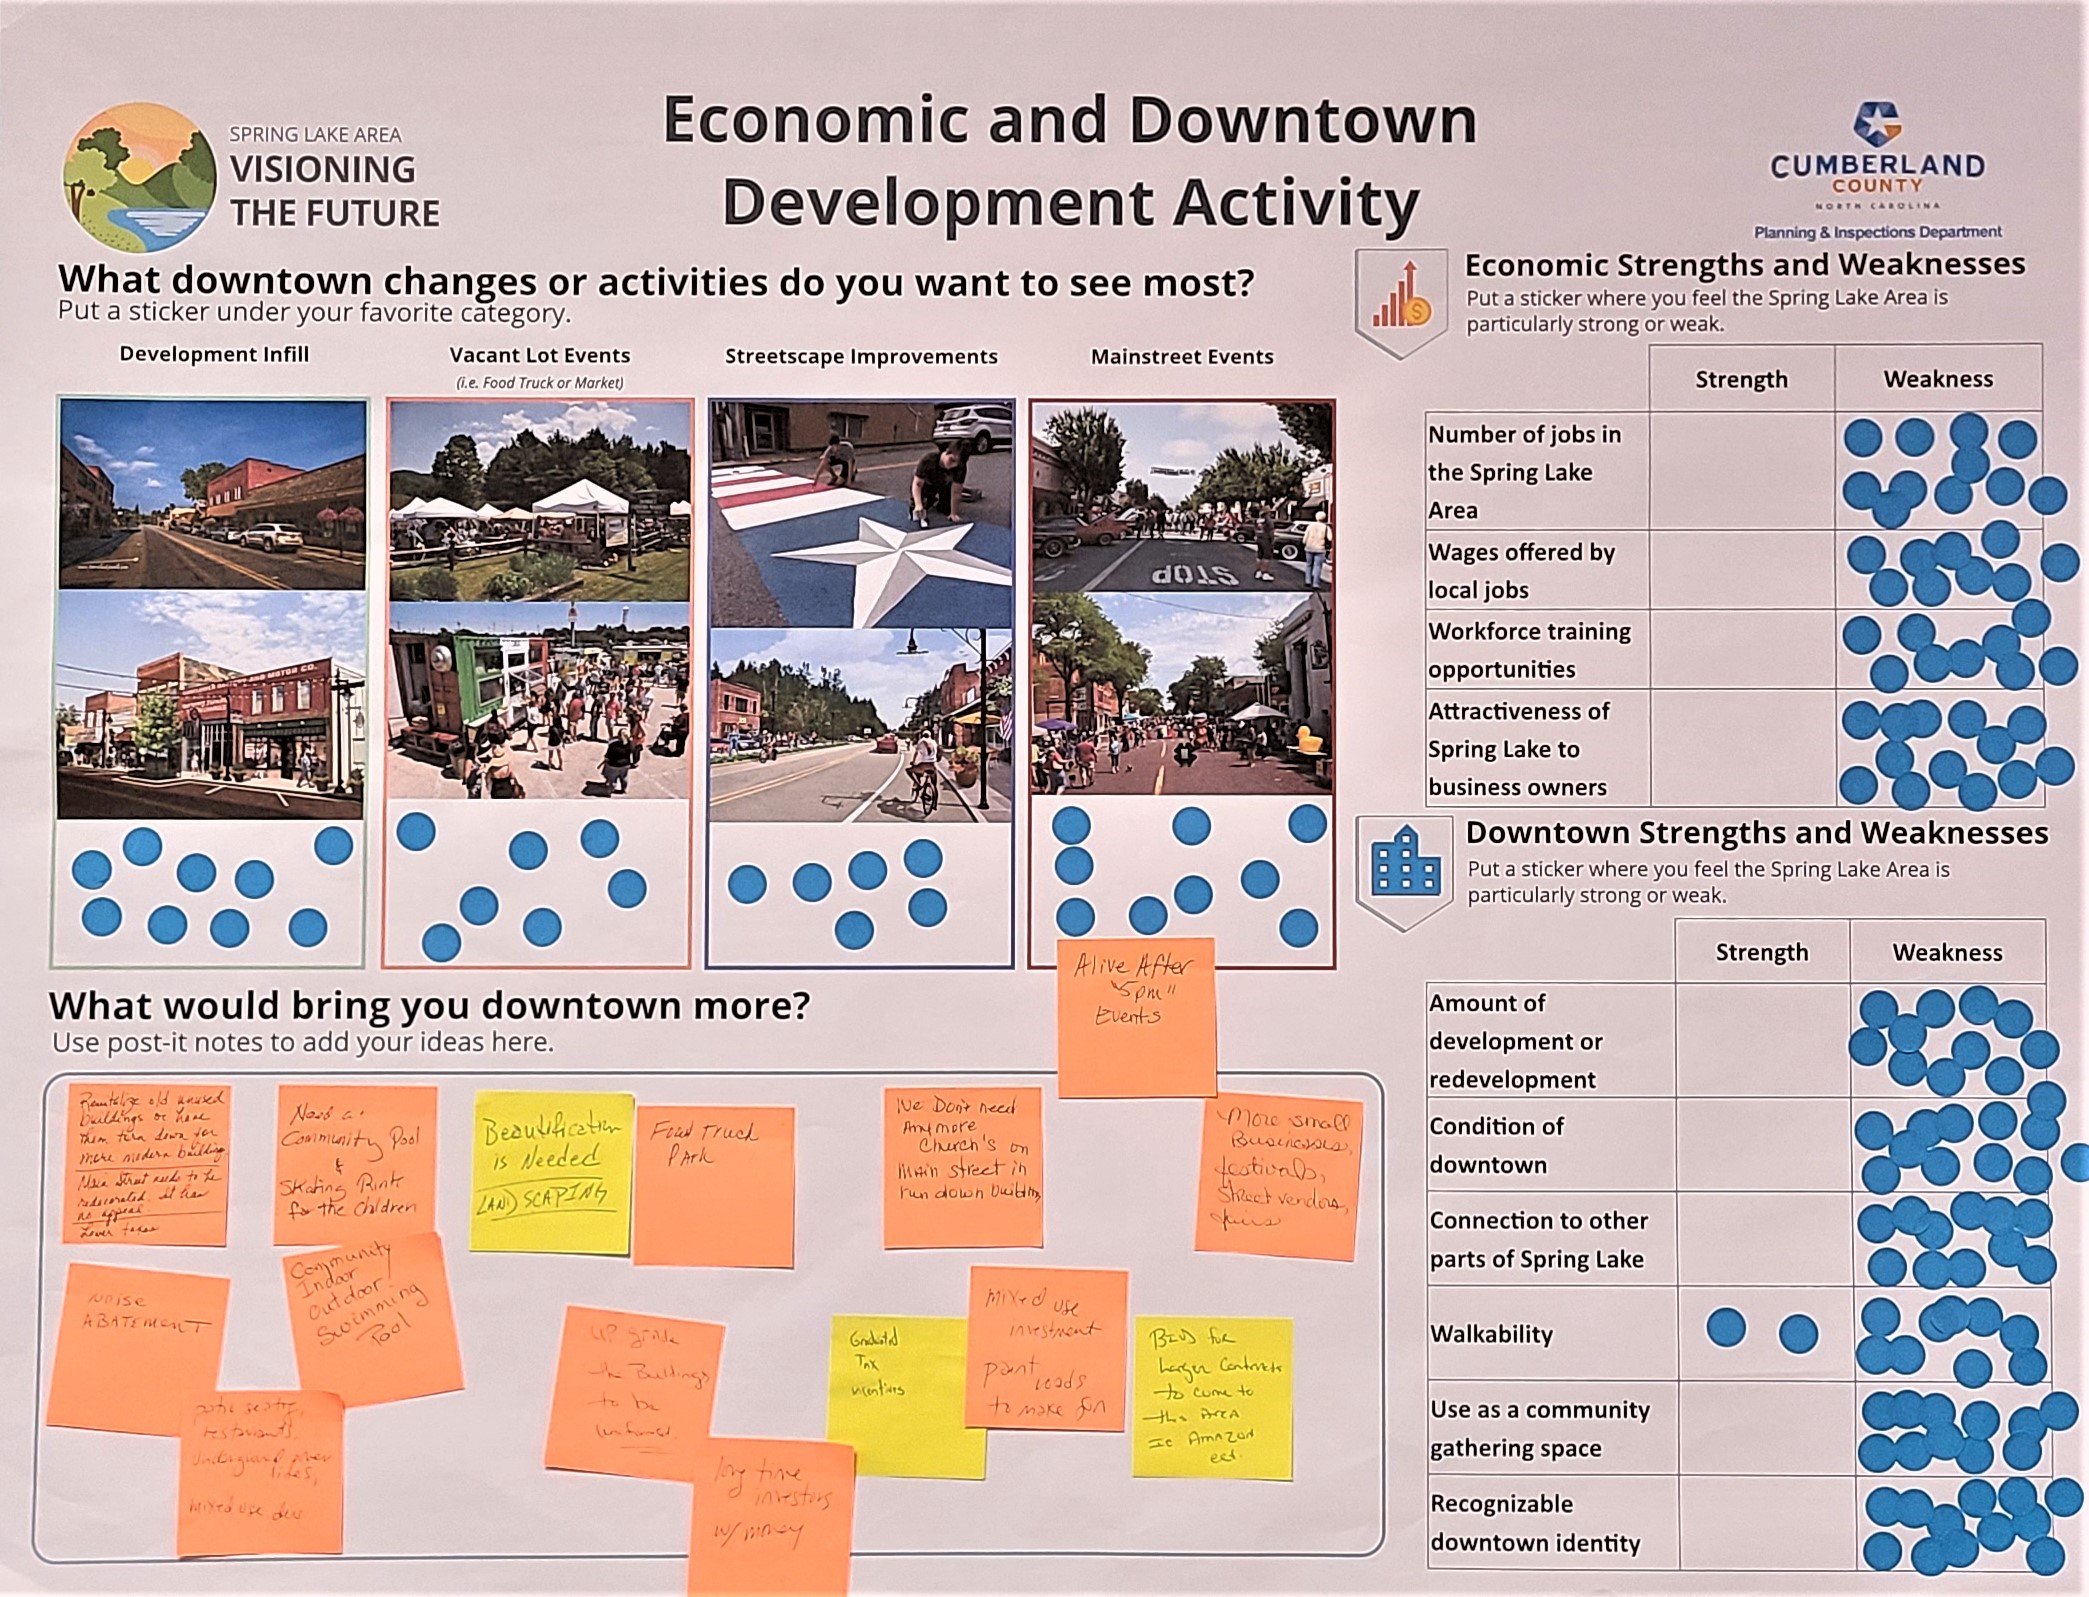 SPRING LAKE AREA
VISIONING
THE FUTURE
Economic and Downtown
Development Activity
CUMBERLAND
COUNTY
NORTH CAROLINA
Planning & Inspections Department
What downtown changes or activities do you want to see most?
Put a sticker under your favorite category.
Development Infill
Vacant Lot Events
(i.e. Food Truck or Market)
Streetscape Improvements
Mainstreet Events
STOP
MOTOR CO.
Alive After
"5pm"
Events
What would bring you downtown more?
Use post-it notes to add your ideas here.
Revitalize old unused
buildings or have
them torn down for
more modern building
Main Street needs to be
redecorated. It has
no appeal
Lower taxes
Need a
Community Pool
&
Skating Rink
for the children
Beautification
is Needed
LANDSCAPING
Food Truck
Park
We Don't need
Anymore
Church's on
Main street in
run down building
More small
Businesses,
festivals,
Street vendors,
fairs
NOISE
ABATEMENT
Community
Indoor
Outdoor
Swimming
Pool
restaurants,
Underground power
lines,
mixed use dev
UP grade
the Buildings
to be
uniformed.
long time
investors
w/ money
Graduated
Tax
incentives
Mixed use
investment
paint roads
to make fun
BIDS for
Larger Contracts
to come to
this AREA
Ie Amazon
ect.
Economic Strengths and Weaknesses
Put a sticker where you feel the Spring Lake Area is
particularly strong or weak.
Strength
Weakness
Number of jobs in
the Spring Lake
Area
Wages offered by
local jobs
Workforce training
opportunities
Attractiveness of
Spring Lake to
business owners
Downtown Strengths and Weaknesses
Put a sticker where you feel the Spring Lake Area is
particularly strong or weak.
Strength
Weakness
Amount of
development or
redevelopment
Condition of
downtown
Connection to other
parts of Spring Lake
Walkability
Use as a community
gathering space
Recognizable
downtown identity